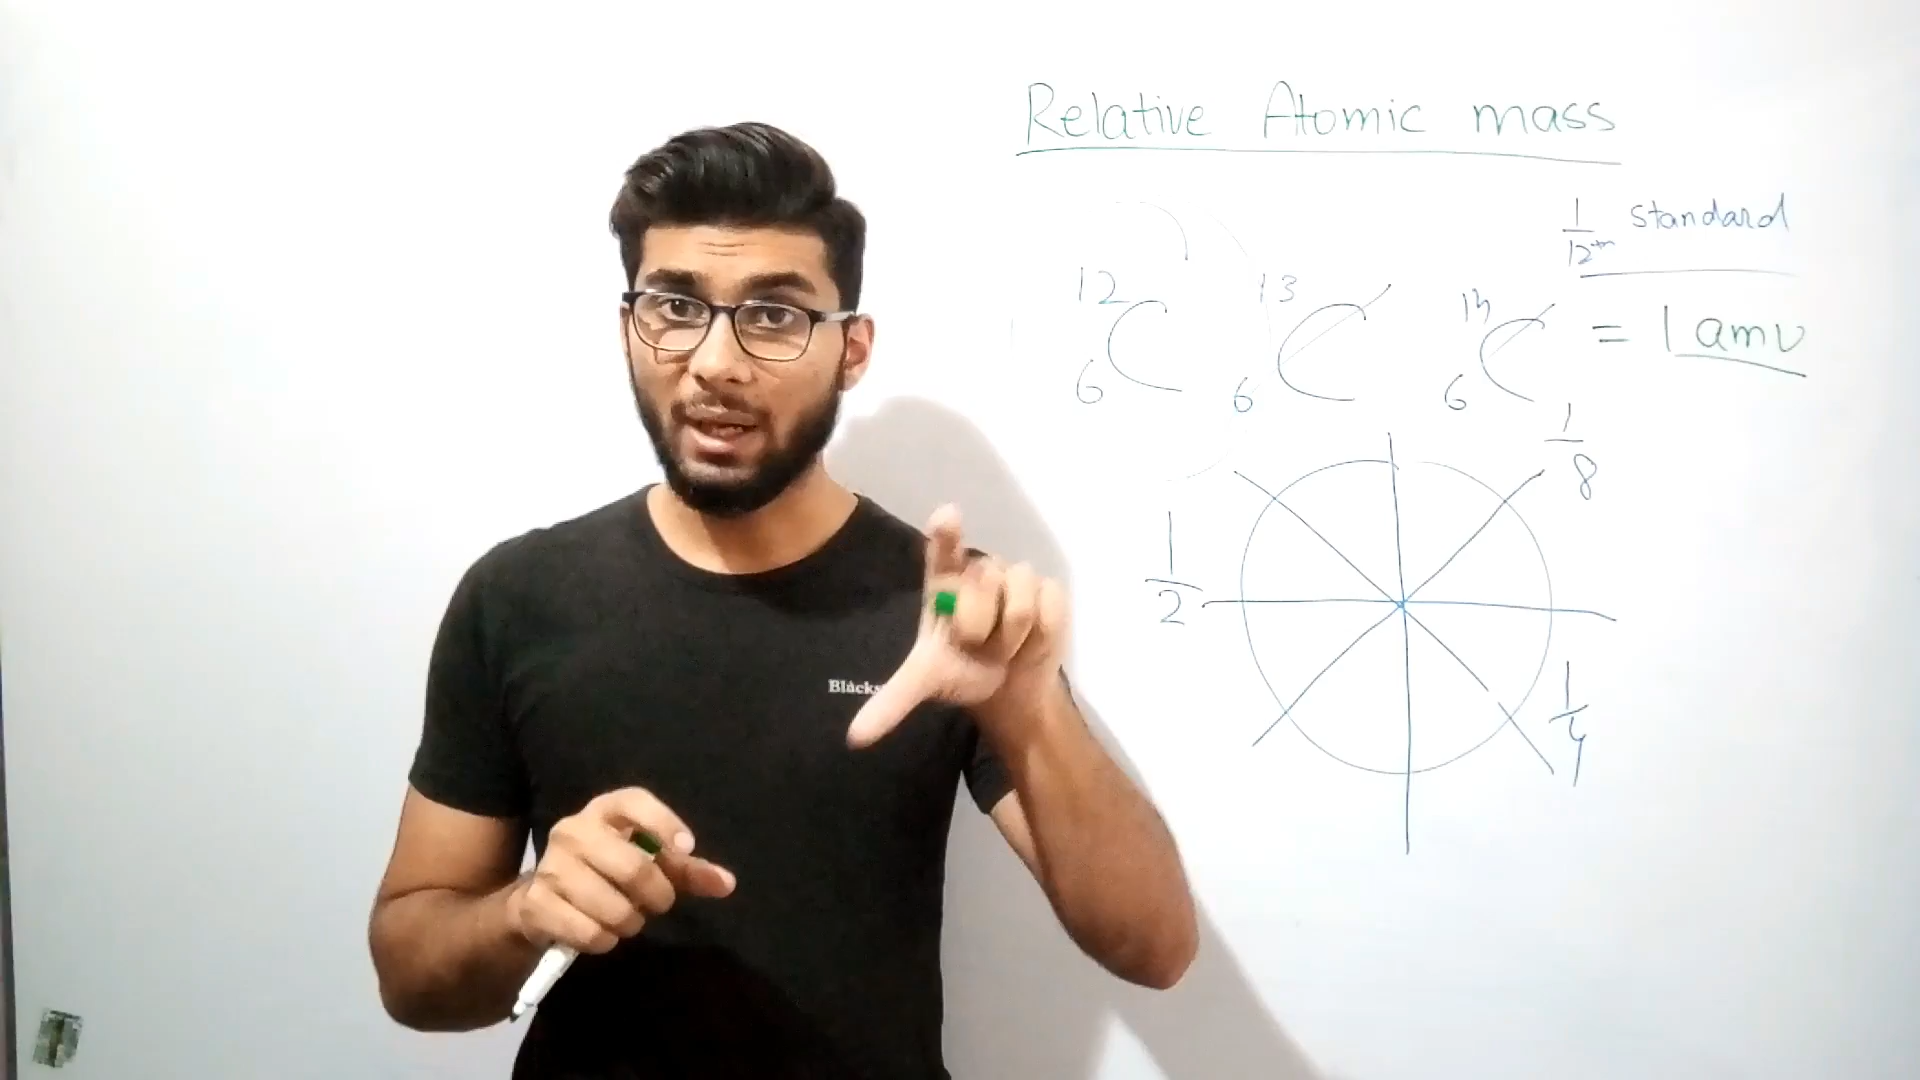 Relative Atomic mass
1/12th standard
12 6 C 13 6 C 14 6 C = 1 amu
1/8
1/2
1/4
Blacks